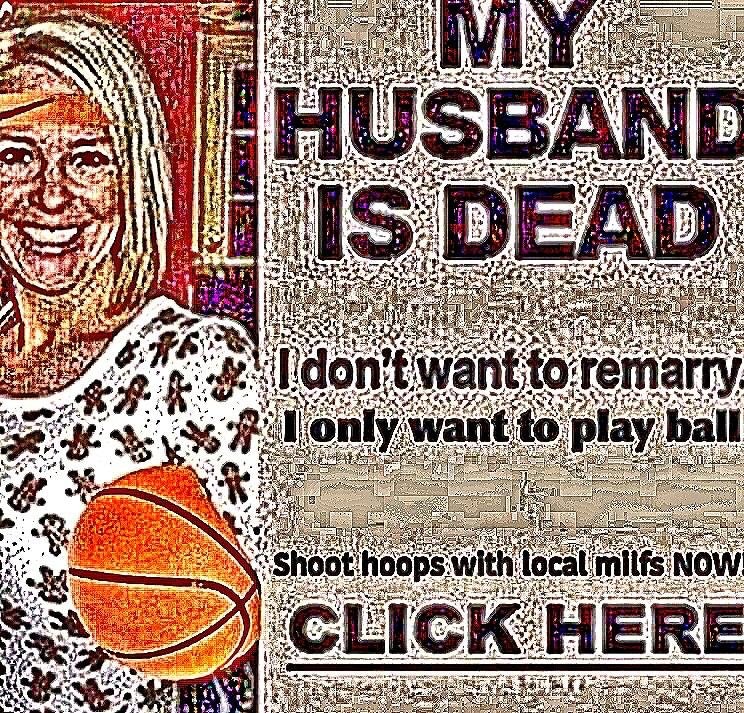 MY
HUSBAND
IS DEAD
I don't want to remarry.
I only want to play ball
Shoot hoops with local milfs NOW!
CLICK HERE